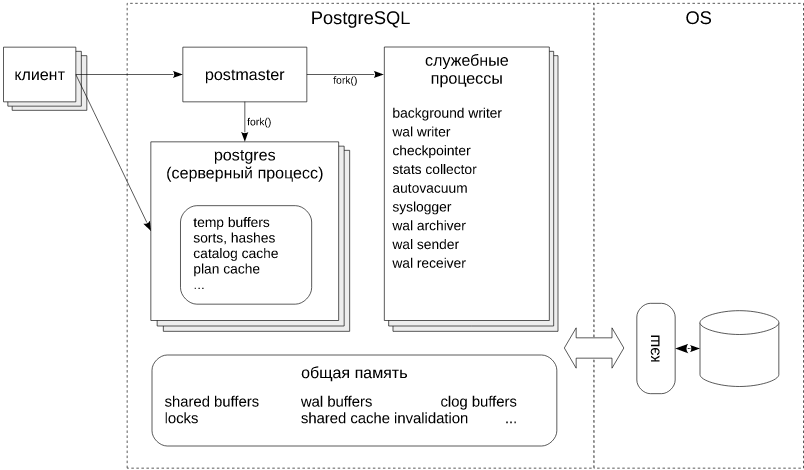 PostgreSQL
OS
клиент
postmaster
fork()
fork()
служебные
процессы
background writer
wal writer
checkpointer
stats collector
autovacuum
syslogger
wal archiver
wal sender
wal receiver
postgres
(серверный процесс)
temp buffers
sorts, hashes
catalog cache
plan cache
...
кэш
общая память
shared buffers wal buffers clog buffers
locks shared cache invalidation ...